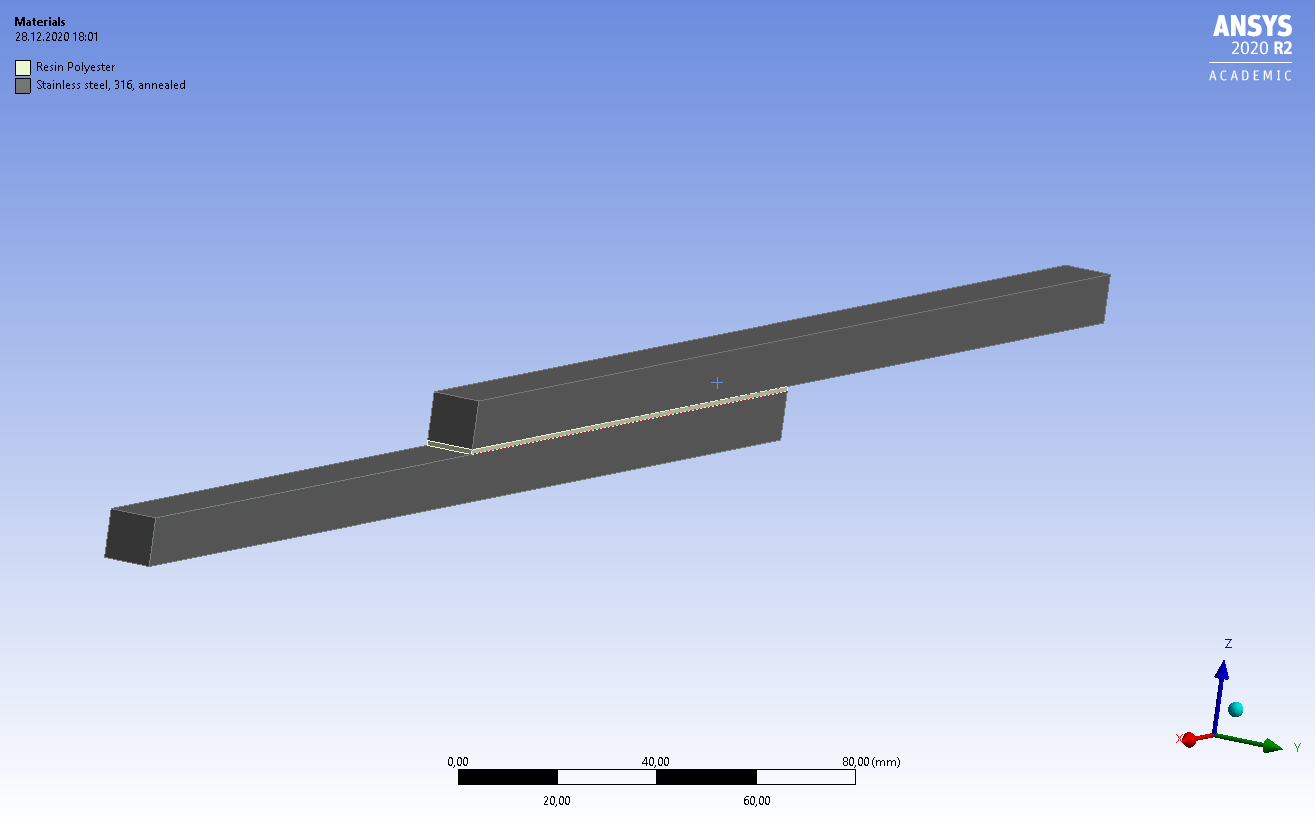 Materials
28.12.2020 18:01
Resin Polyester
Stainless steel, 316, annealed
ANSYS
2020 R2
ACADEMIC
Z
X
Y
0,00 40,00 80,00 (mm)
20,00 60,00